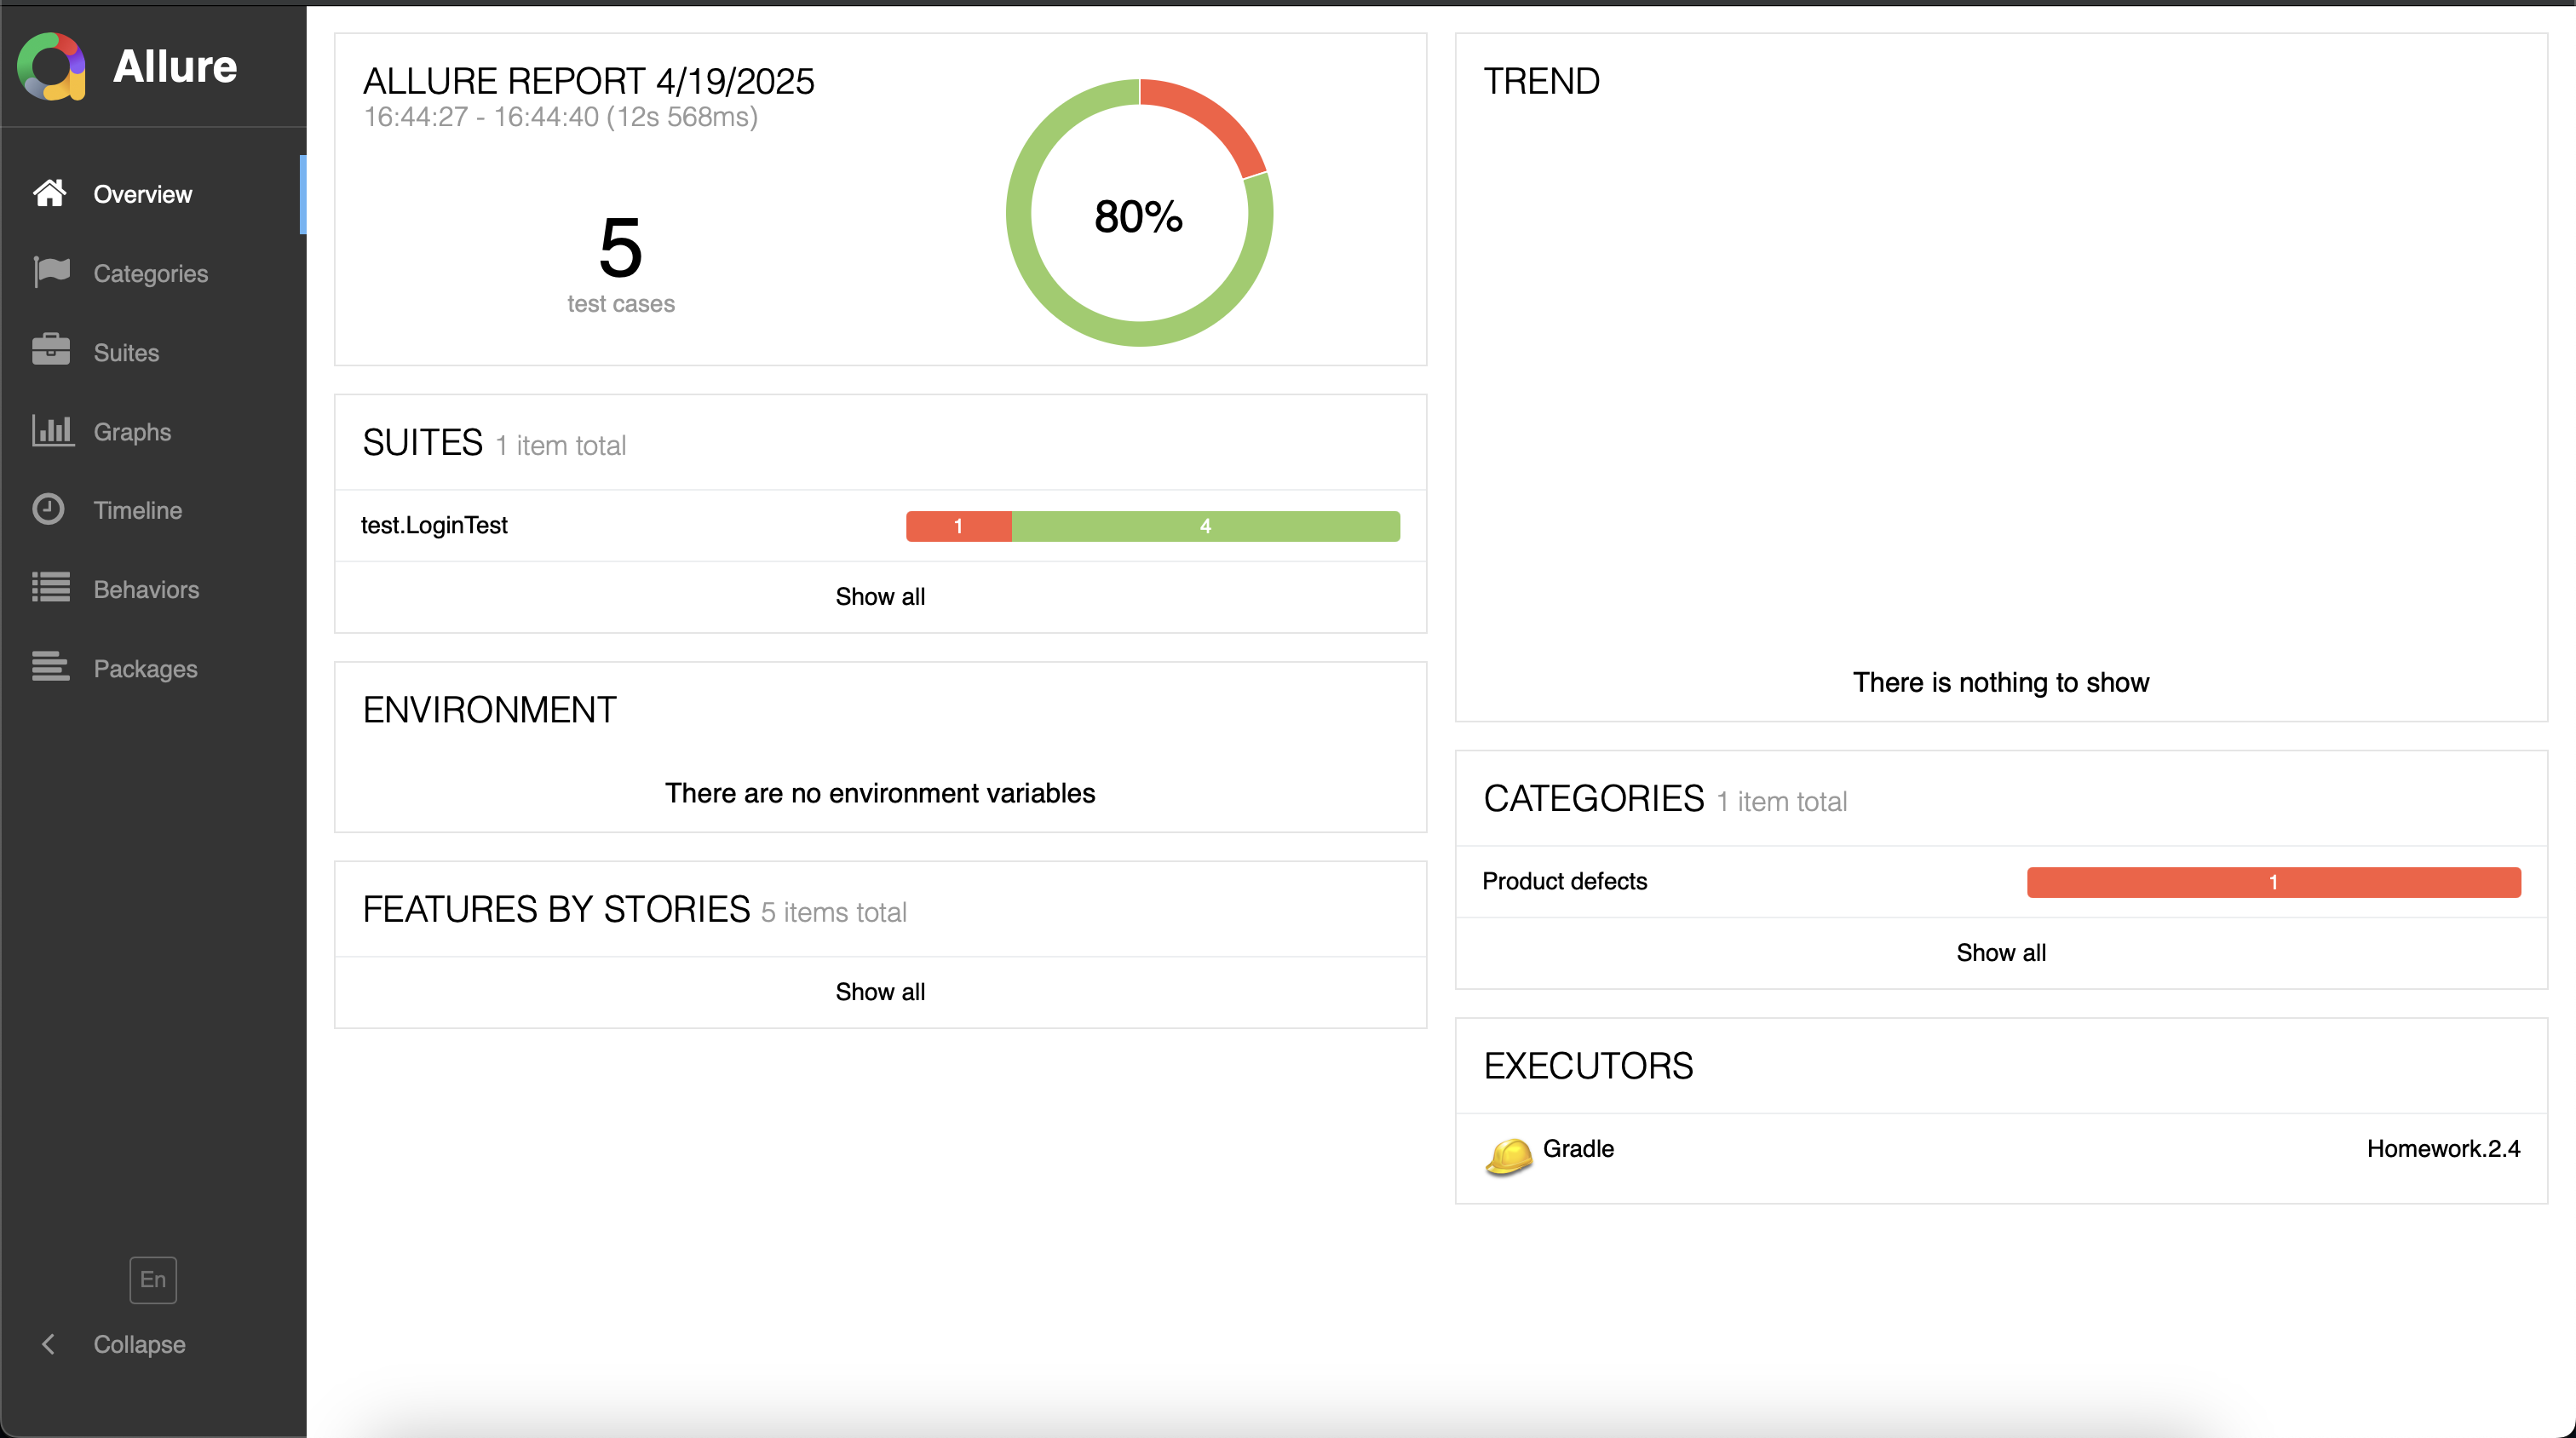 Allure
Overview
Categories
Suites
Graphs
Timeline
Behaviors
Packages
En
Collapse
ALLURE REPORT 4/19/2025
16:44:27 - 16:44:40 (12s 568ms)
5
test cases
80%
SUITES 1 item total
test.LoginTest 1 4
Show all
ENVIRONMENT
There are no environment variables
FEATURES BY STORIES 5 items total
Show all
TREND
There is nothing to show
CATEGORIES 1 item total
Product defects 1
Show all
EXECUTORS
Gradle Homework.2.4